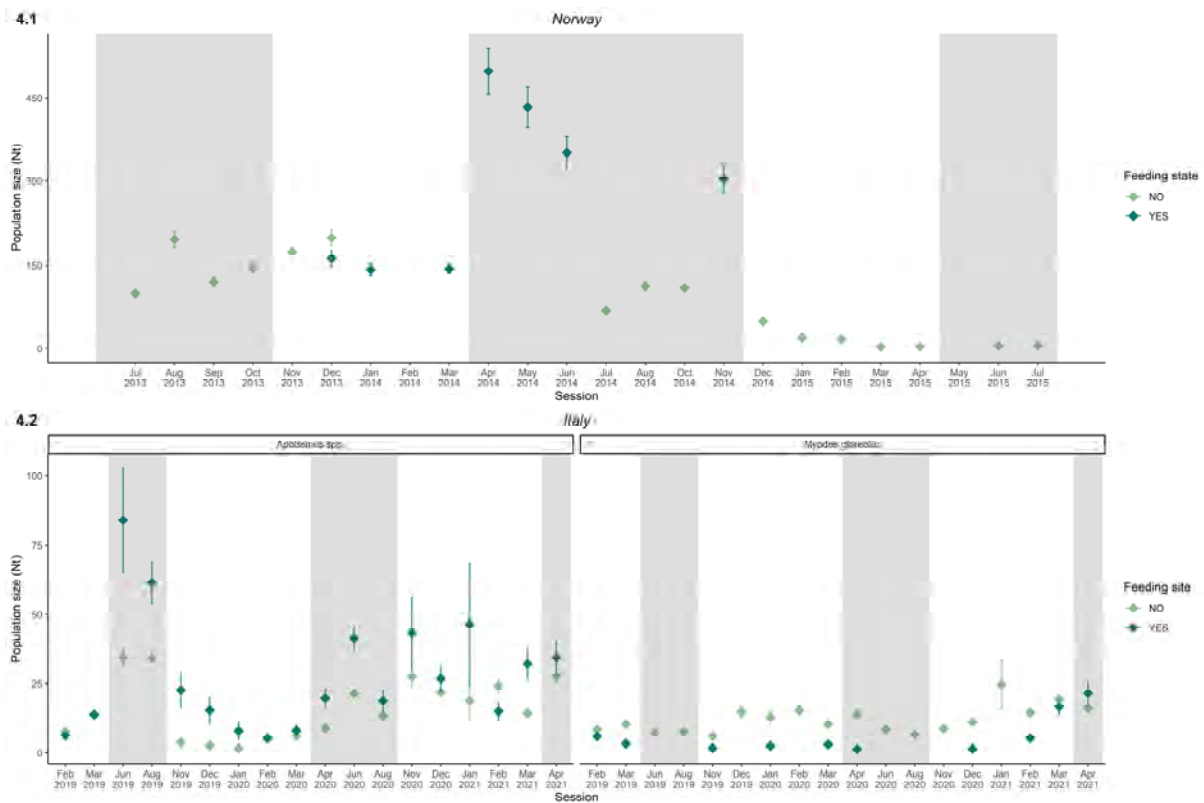 4.1
Norway
Population size (Nt)
450
300
150
0
Jul 2013
Aug 2013
Sep 2013
Oct 2013
Nov 2013
Dec 2013
Jan 2014
Feb 2014
Mar 2014
Apr 2014
May 2014
Jun 2014
Jul 2014
Aug 2014
Oct 2014
Nov 2014
Dec 2014
Jan 2015
Feb 2015
Mar 2015
Apr 2015
May 2015
Jun 2015
Jul 2015
Session
Feeding state
NO
YES
4.2
Italy
Population size (Nt)
100
75
50
25
0
Feb 2019
Mar 2019
Jun 2019
Aug 2019
Nov 2019
Dec 2019
Jan 2020
Feb 2020
Mar 2020
Apr 2020
Jun 2020
Aug 2020
Nov 2020
Dec 2020
Jan 2021
Feb 2021
Mar 2021
Apr 2021
Feb 2019
Mar 2019
Jun 2019
Aug 2019
Nov 2019
Dec 2019
Jan 2020
Feb 2020
Mar 2020
Apr 2020
Jun 2020
Aug 2020
Nov 2020
Dec 2020
Jan 2021
Feb 2021
Mar 2021
Apr 2021
Session
Feeding site
NO
YES